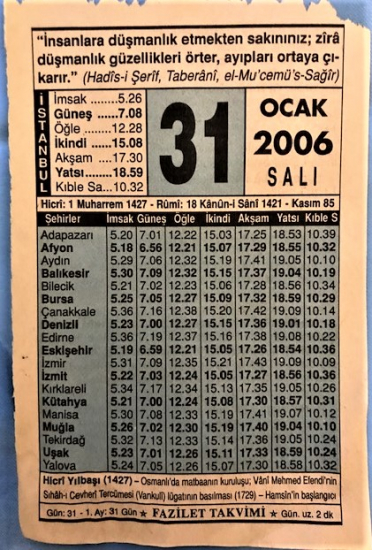 “İnsanlara düşmanlık etmekten sakınınız; zîrâ
düşmanlık güzellikleri örter, ayıpları ortaya çı-
karır.” (Hadîs-i Şerîf, Taberânî, el-Mu'cemü's-Sağîr)
İSTANBUL
İmsak ........5.26
Güneş .......7.08
Öğle ........12.28
İkindi .....15.08
Akşam .....17.30
Yatsı.......18.59
Kıble Sa...10.32
31
OCAK
2006
SALI
Hicrî: 1 Muharrem 1427 - Rûmî: 18 Kânûn-i Sânî 1421 - Kasım 85
Şehirler İmsak Güneş Öğle İkindi Akşam Yatsı Kıble S
Adapazarı 5.20 7.01 12.22 15.03 17.25 18.53 10.39
Afyon 5.18 6.56 12.21 15.07 17.29 18.55 10.32
Aydın 5.29 7.06 12.32 15.19 17.41 19.05 10.10
Balıkesir 5.30 7.09 12.32 15.15 17.37 19.04 10.19
Bilecik 5.21 7.02 12.23 15.06 17.28 18.56 10.36
Bursa 5.25 7.05 12.27 15.09 17.32 18.59 10.29
Çanakkale 5.36 7.16 12.38 15.20 17.42 19.09 10.14
Denizli 5.23 7.00 12.27 15.15 17.36 19.01 10.18
Edirne 5.36 7.19 12.37 15.15 17.38 19.08 10.19
Eskişehir 5.19 6.59 12.21 15.05 17.26 18.54 10.36
İzmir 5.31 7.09 12.35 15.21 17.43 19.09 10.09
İzmit 5.22 7.03 12.24 15.05 17.27 18.56 10.36
Kırklareli 5.34 7.17 12.34 15.13 17.35 19.05 10.26
Kütahya 5.21 7.00 12.24 15.08 17.30 18.57 10.31
Manisa 5.30 7.08 12.33 15.19 17.41 19.07 10.12
Muğla 5.26 7.02 12.30 15.19 17.40 19.04 10.10
Tekirdağ 5.32 7.13 12.33 15.14 17.35 19.05 10.24
Uşak 5.23 7.01 12.26 15.11 17.33 18.59 10.24
Yalova 5.24 7.05 12.26 15.07 17.30 18.58 10.32
Hicrî Yılbaşı (1427) – Osmanlı'da matbaanın kuruluşu; Vânî Mehmed Efendi'nin
Sıhâh-ı Cevherî Tercümesi (Vankulî) lügatının basılması (1729) – Hamsîn'in başlangıcı
Gün: 31 - 1. Ay: 31 Gün ★ FAZİLET TAKVİMİ ★ Gün. uz. 2 dk